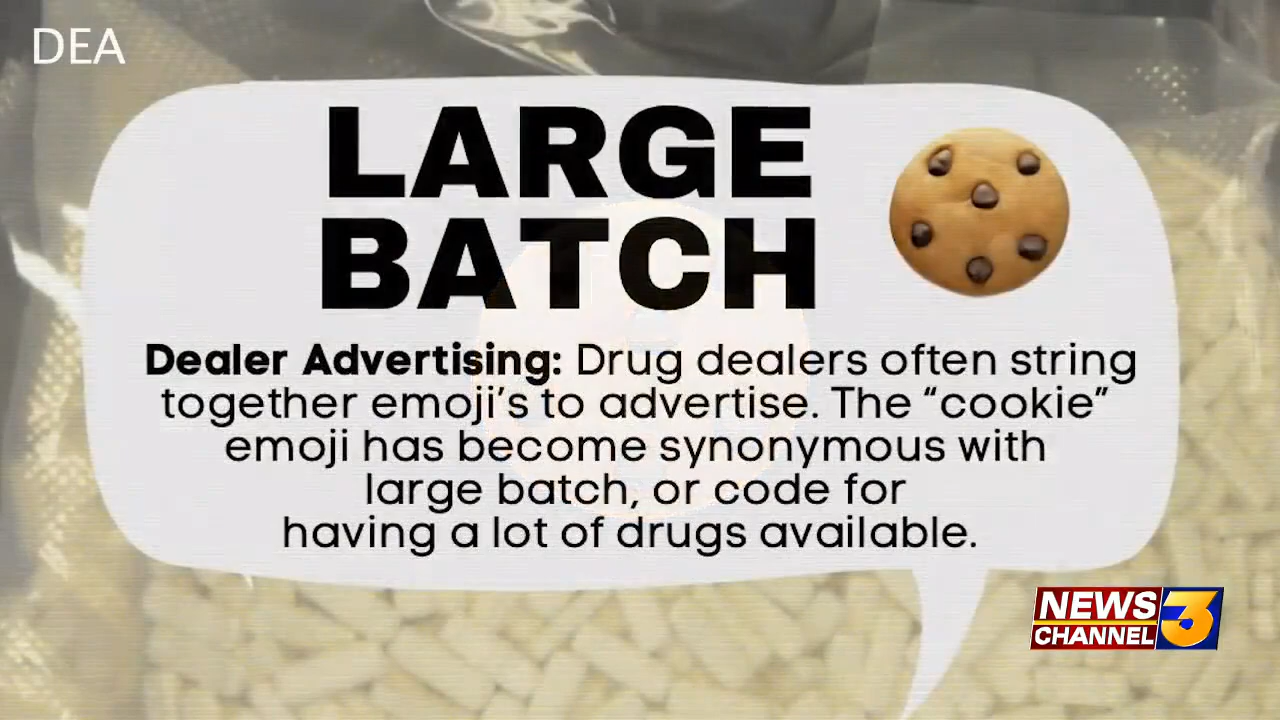 DEA
LARGE
BATCH
Dealer Advertising: Drug dealers often string
together emoji's to advertise. The “cookie”
emoji has become synonymous with
large batch, or code for
having a lot of drugs available.
NEWS
CHANNEL 3